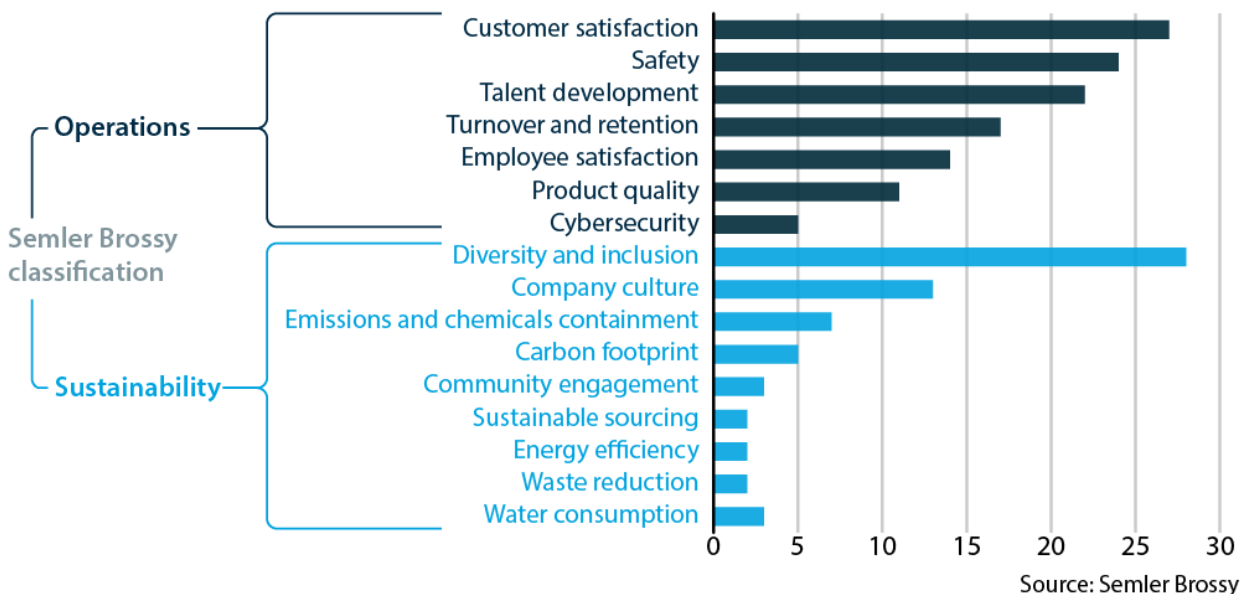 Customer satisfaction
Safety
Talent development
Turnover and retention
Employee satisfaction
Product quality
Cybersecurity
Operations
Semler Brossy
classification
Diversity and inclusion
Company culture
Emissions and chemicals containment
Carbon footprint
Community engagement
Sustainable sourcing
Energy efficiency
Waste reduction
Water consumption
Sustainability
0 5 10 15 20 25 30
Source: Semler Brossy